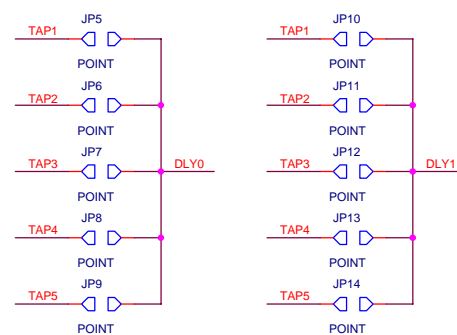 JP5 JP10
TAP1 TAP1
POINT POINT
JP6 JP11
TAP2 TAP2
POINT POINT
JP7 JP12
TAP3 DLY0 TAP3 DLY1
POINT POINT
JP8 JP13
TAP4 TAP4
POINT POINT
JP9 JP14
TAP5 TAP5
POINT POINT